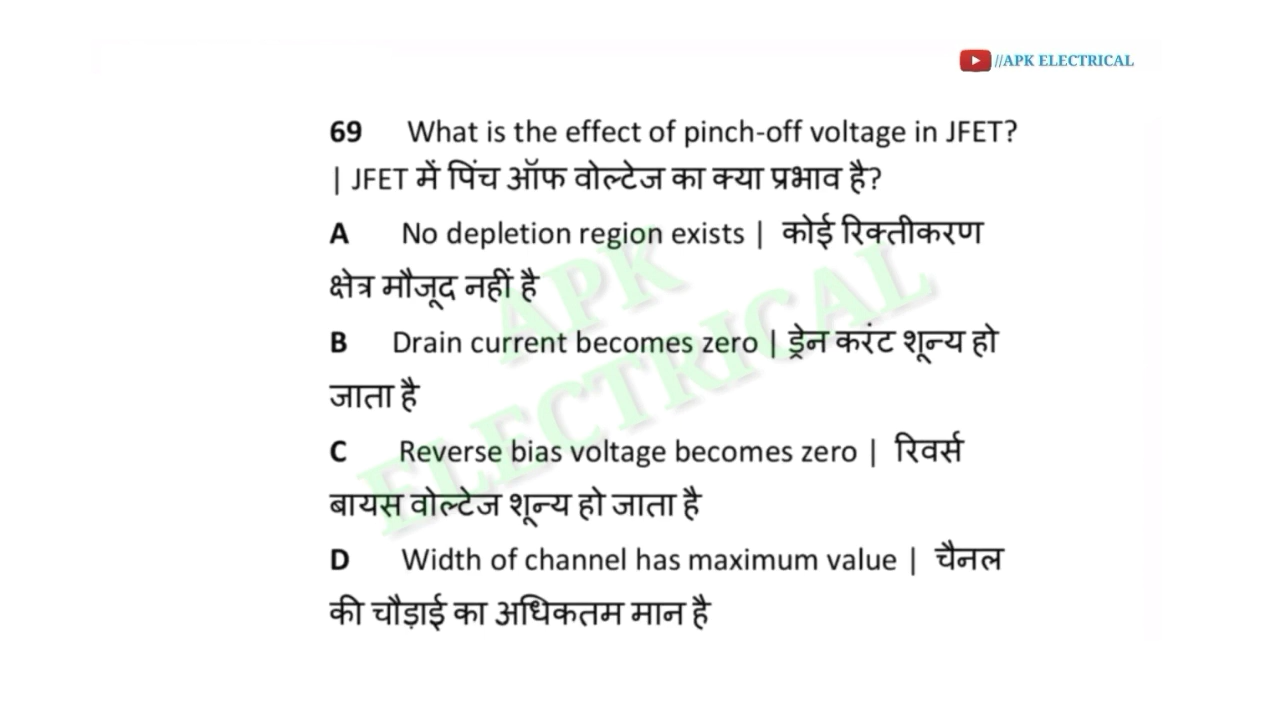 //APK ELECTRICAL
69 What is the effect of pinch-off voltage in JFET?
| JFET में पिंच ऑफ वोल्टेज का क्या प्रभाव है?
A No depletion region exists | कोई रिक्तीकरण
क्षेत्र मौजूद नहीं है
B Drain current becomes zero | ड्रेन करंट शून्य हो
जाता है
C Reverse bias voltage becomes zero | रिवर्स
बायस वोल्टेज शून्य हो जाता है
D Width of channel has maximum value | चैनल
की चौड़ाई का अधिकतम मान है
APK
ELECTRICAL